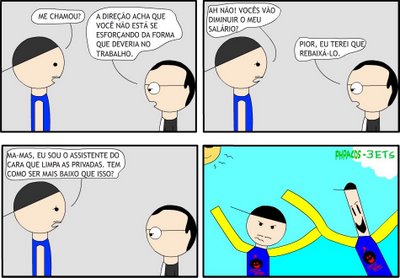 ME CHAMOU?
A DIREÇÃO ACHA QUE
VOCÊ NÃO ESTÁ SE
ESFORÇANDO DA FORMA
QUE DEVERIA NO
TRABALHO.
AH NÃO! VOCÊS VÃO
DIMINUIR O MEU
SALÁRIO?
PIOR, EU TEREI QUE
REBAIXÁ-LO.
MA-MAS, EU SOU O ASSISTENTE DO
CARA QUE LIMPA AS PRIVADAS. TEM
COMO SER MAIS BAIXO QUE ISSO?
3ETS